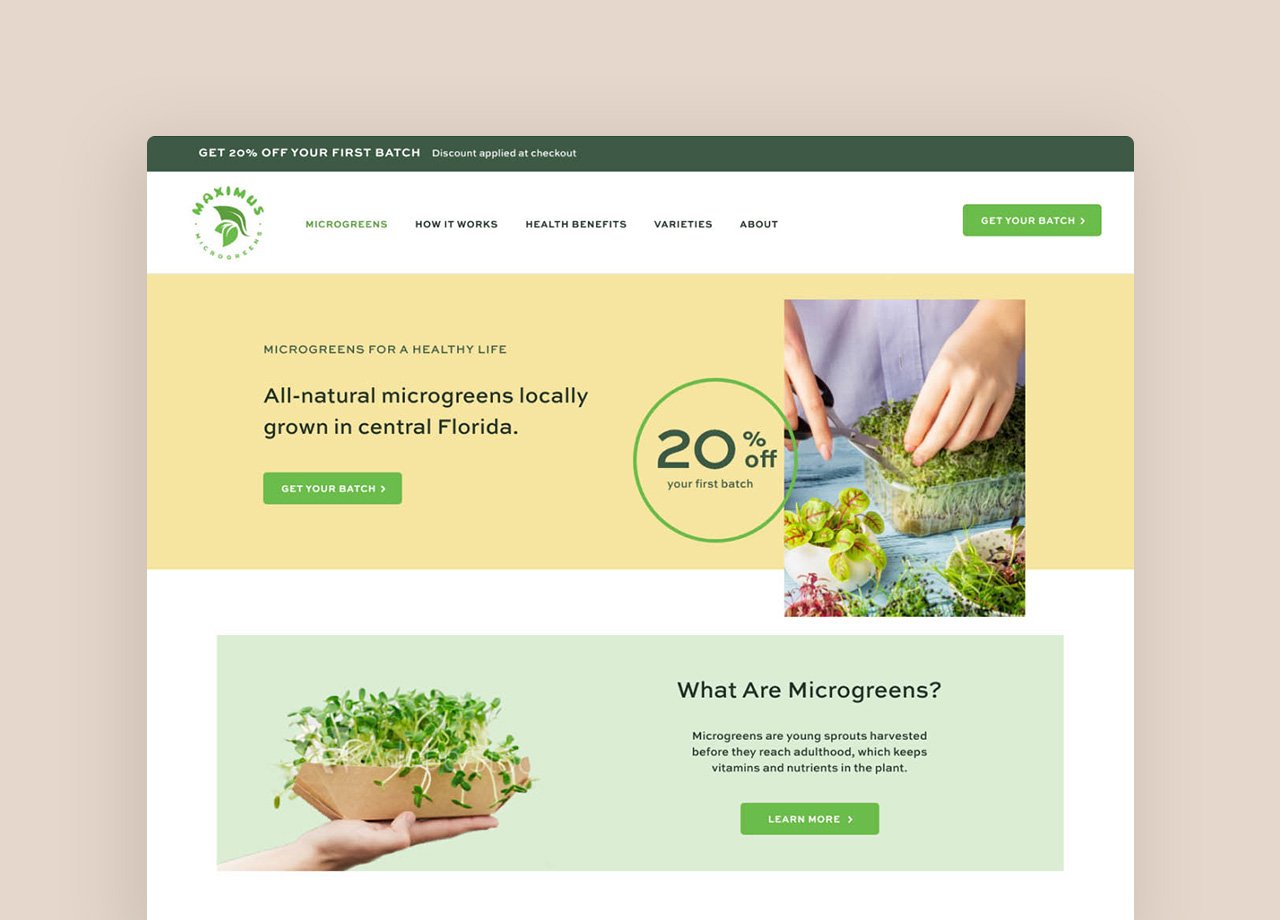 GET 20% OFF YOUR FIRST BATCH Discount applied at checkout
MAXIMUS
MICROGREENS
MICROGREENS HOW IT WORKS HEALTH BENEFITS VARIETIES ABOUT
GET YOUR BATCH >
MICROGREENS FOR A HEALTHY LIFE
All-natural microgreens locally
grown in central Florida.
GET YOUR BATCH >
20% off
your first batch
What Are Microgreens?
Microgreens are young sprouts harvested
before they reach adulthood, which keeps
vitamins and nutrients in the plant.
LEARN MORE >